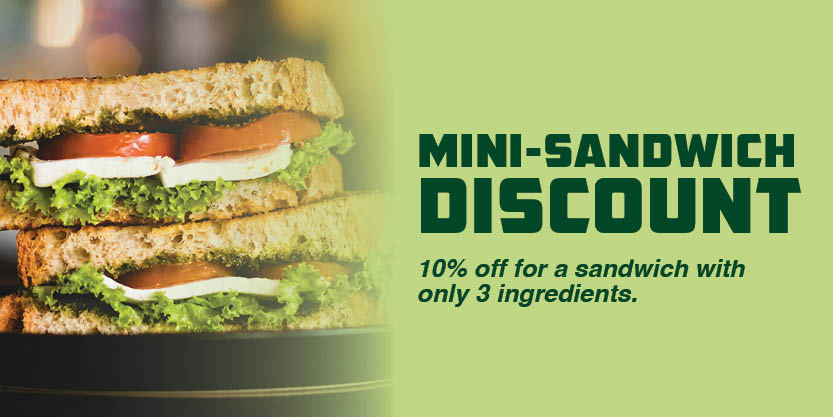 MINI-SANDWICH
DISCOUNT
10% off for a sandwich with
only 3 ingredients.